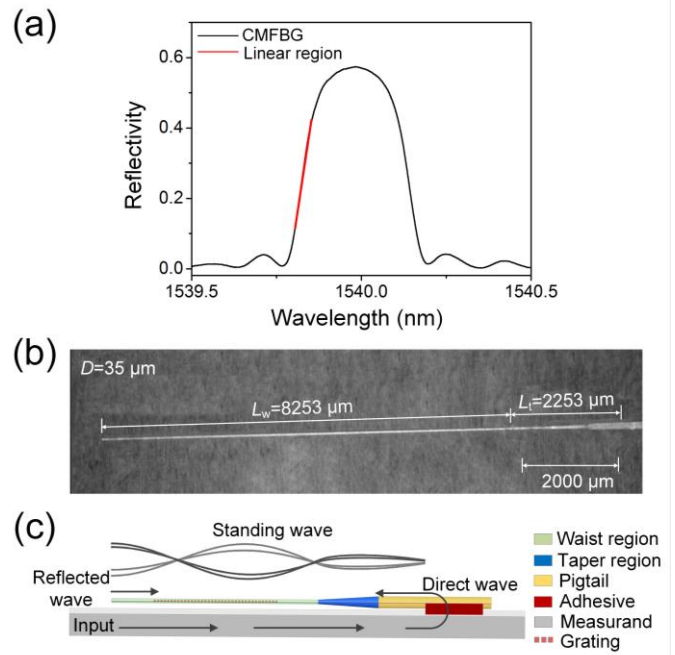 (a)
CMFBG
Linear region
Reflectivity
0.6
0.4
0.2
0.0
1539.5
1540.0
1540.5
Wavelength (nm)
(b)
D=35 μm
Lw=8253 μm
Lt=2253 μm
2000 μm
(c)
Standing wave
Reflected
wave
Direct wave
Input
Waist region
Taper region
Pigtail
Adhesive
Measurand
Grating